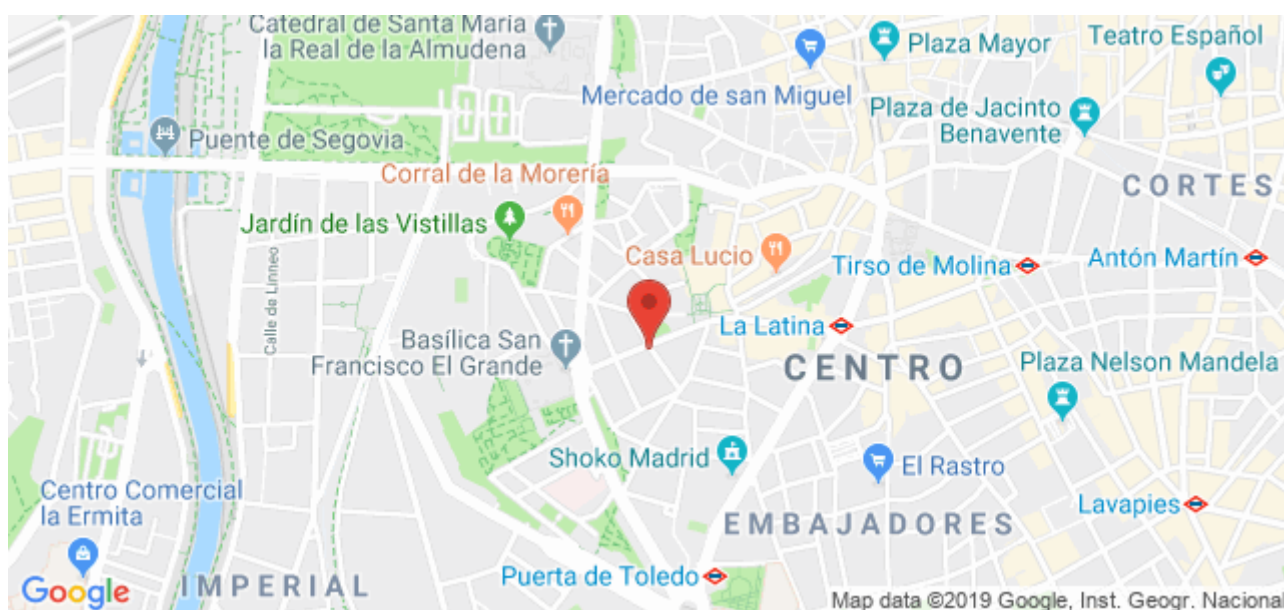 Catedral de Santa María
la Real de la Almudena
Plaza Mayor
Teatro Español
Mercado de san Miguel
Plaza de Jacinto
Benavente
Puente de Segovia
Corral de la Morería
CORTES
Jardín de las Vistillas
Casa Lucio
Tirso de Molina
Antón Martín
Calle de Linneo
La Latina
Basílica San
Francisco El Grande
CENTRO
Plaza Nelson Mandela
Shoko Madrid
El Rastro
Centro Comercial
la Ermita
Lavapies
EMBAJADORES
Puerta de Toledo
IMPERIAL
Google
Map data ©2019 Google, Inst. Geogr. Naciona